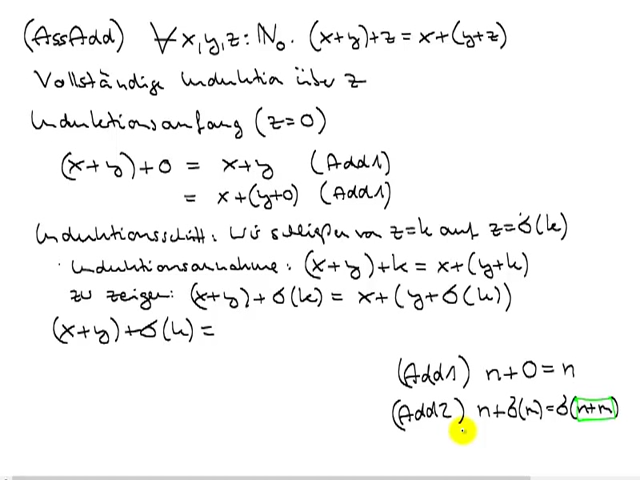 (AssAdd) ∀x,y,z:ℕ₀. (x+y)+z = x+(y+z)
Vollständige Induktion über z
Induktionsanfang (z=0)
(x+y)+0 = x+y (Add1)
= x+(y+0) (Add1)
Induktionsschritt: Wir schließen von z=k auf z=σ(k)
Induktionsannahme: (x+y)+k = x+(y+k)
zu zeigen: (x+y)+σ(k) = x+(y+σ(k))
(x+y)+σ(k) =
(Add1) n+0=n
(Add2) n+σ(m)=σ(n+m)